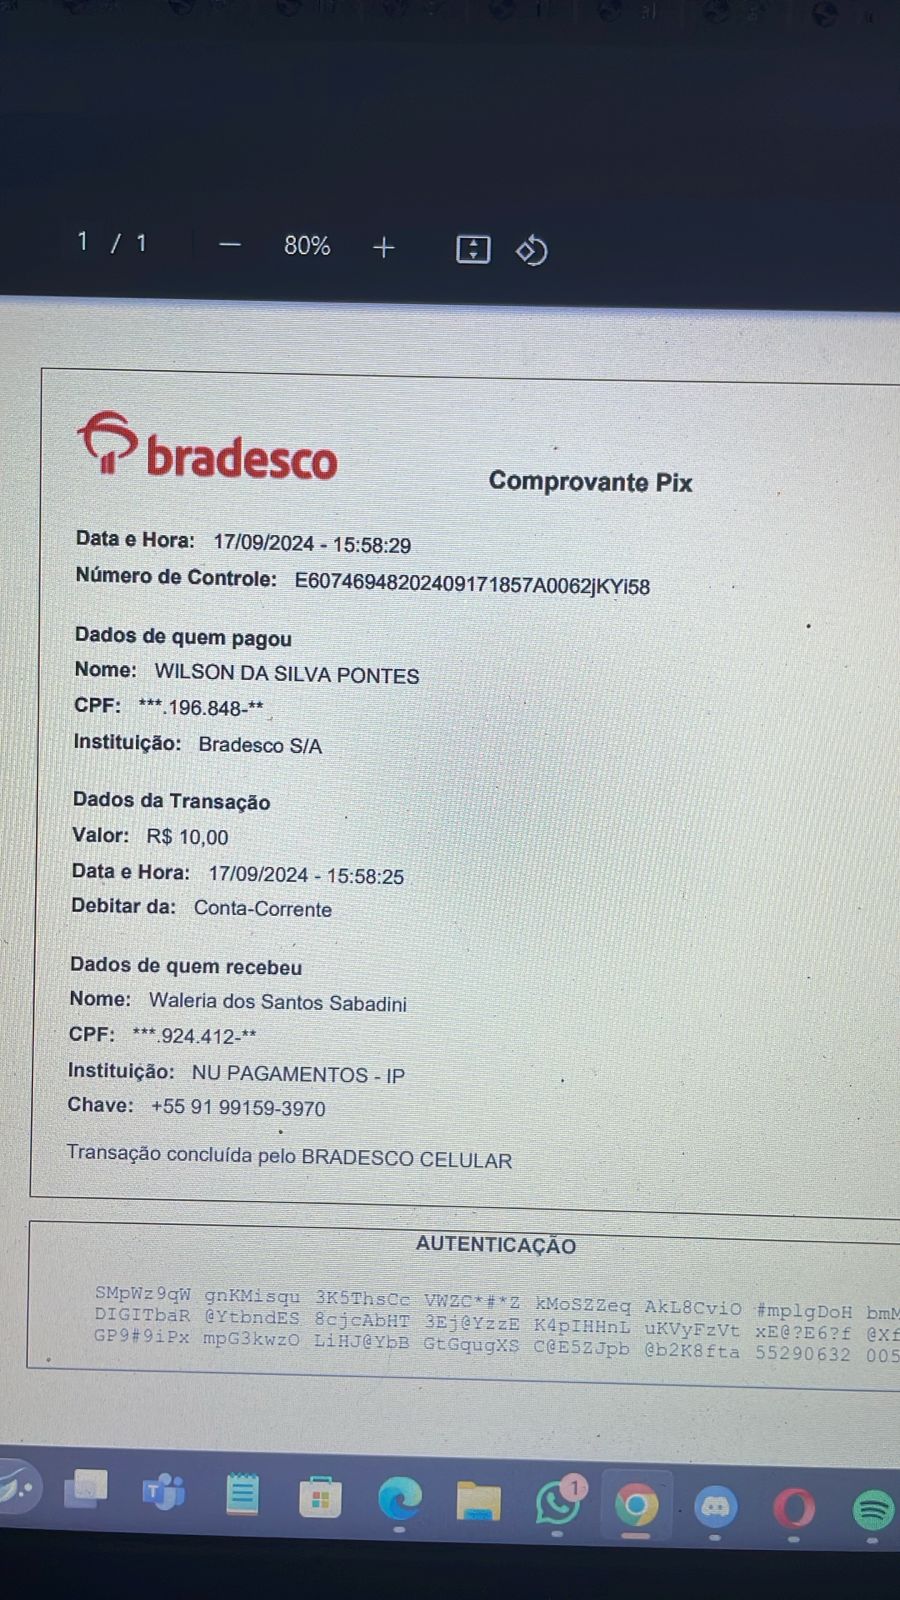 1 / 1 80%
bradesco
Comprovante Pix
Data e Hora: 17/09/2024 - 15:58:29
Número de Controle: E60746948202409171857A0062jKYi58
Dados de quem pagou
Nome: WILSON DA SILVA PONTES
CPF: ***.196.848-**
Instituição: Bradesco S/A
Dados da Transação
Valor: R$ 10,00
Data e Hora: 17/09/2024 - 15:58:25
Debitar da: Conta-Corrente
Dados de quem recebeu
Nome: Waleria dos Santos Sabadini
CPF: ***.924.412-**
Instituição: NU PAGAMENTOS - IP
Chave: +55 91 99159-3970
Transação concluída pelo BRADESCO CELULAR
AUTENTICAÇÃO
SMpWz9qW gnKMisqu 3K5ThsCc VWZC*#*Z kMoSZZeq AkL8CviO #mplgDoH bmM
DIGITbaR @YtbndES 8cjcAbHT 3Ej@YzzE K4pIHHnL uKVyFzVt xE@?E6?f @Xf
GP9#9iPx mpG3kwzO LiHJ@YbB GtGqugXS C@E5ZJpb @b2K8fta 55290632 005
1